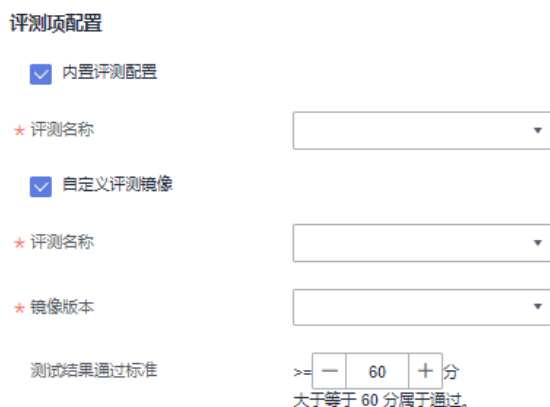 评测项配置
内置评测配置
* 评测名称
自定义评测镜像
* 评测名称
* 镜像版本
测试结果通过标准 >= — 60 + 分
大于等于 60 分属于通过。